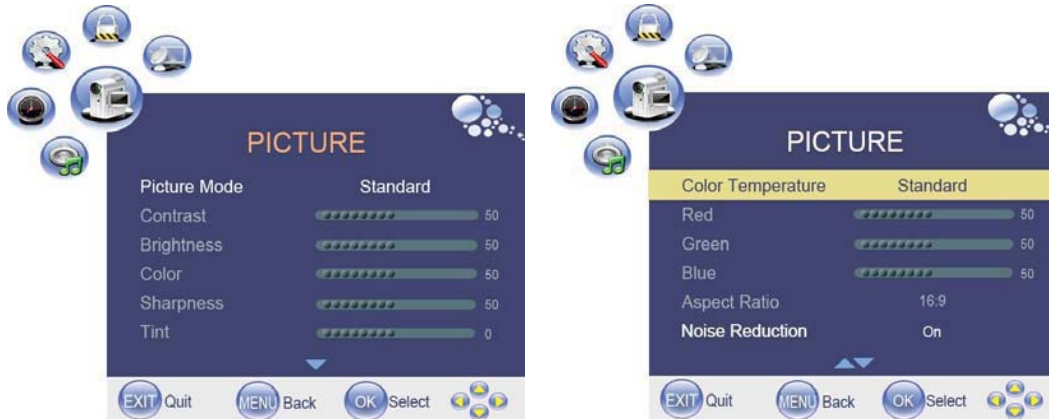 PICTURE
Picture Mode Standard
Contrast 50
Brightness 50
Color 50
Sharpness 50
Tint 0
EXIT Quit MENU Back OK Select
PICTURE
Color Temperature Standard
Red 50
Green 50
Blue 50
Aspect Ratio 16:9
Noise Reduction On
EXIT Quit MENU Back OK Select